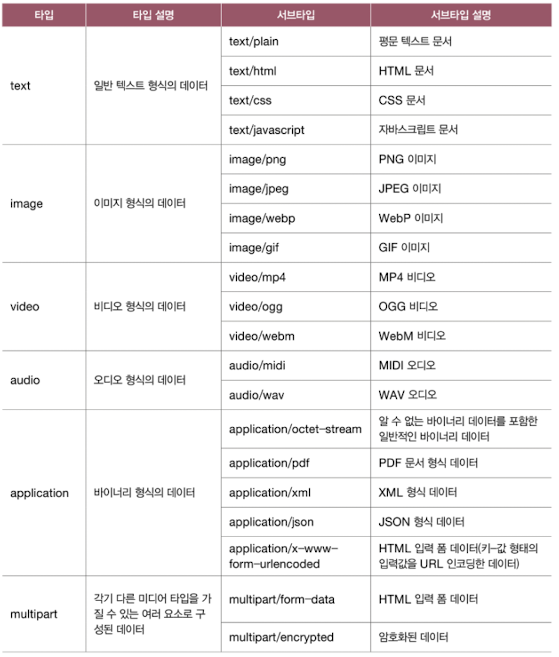 타입 타입 설명 서브타입 서브타입 설명
text 일반 텍스트 형식의 데이터 text/plain 평문 텍스트 문서
text/html HTML 문서
text/css CSS 문서
text/javascript 자바스크립트 문서
image 이미지 형식의 데이터 image/png PNG 이미지
image/jpeg JPEG 이미지
image/webp WebP 이미지
image/gif GIF 이미지
video 비디오 형식의 데이터 video/mp4 MP4 비디오
video/ogg OGG 비디오
video/webm WebM 비디오
audio 오디오 형식의 데이터 audio/midi MIDI 오디오
audio/wav WAV 오디오
application 바이너리 형식의 데이터 application/octet-stream 알 수 없는 바이너리 데이터를 포함한
일반적인 바이너리 데이터
application/pdf PDF 문서 형식 데이터
application/xml XML 형식 데이터
application/json JSON 형식 데이터
application/x-www- HTML 입력 폼 데이터(키-값 형태의
form-urlencoded 입력값을 URL 인코딩한 데이터)
multipart 각기 다른 미디어 타입을 가
질 수 있는 여러 요소로 구
성된 데이터
multipart/form-data HTML 입력 폼 데이터
multipart/encrypted 암호화된 데이터